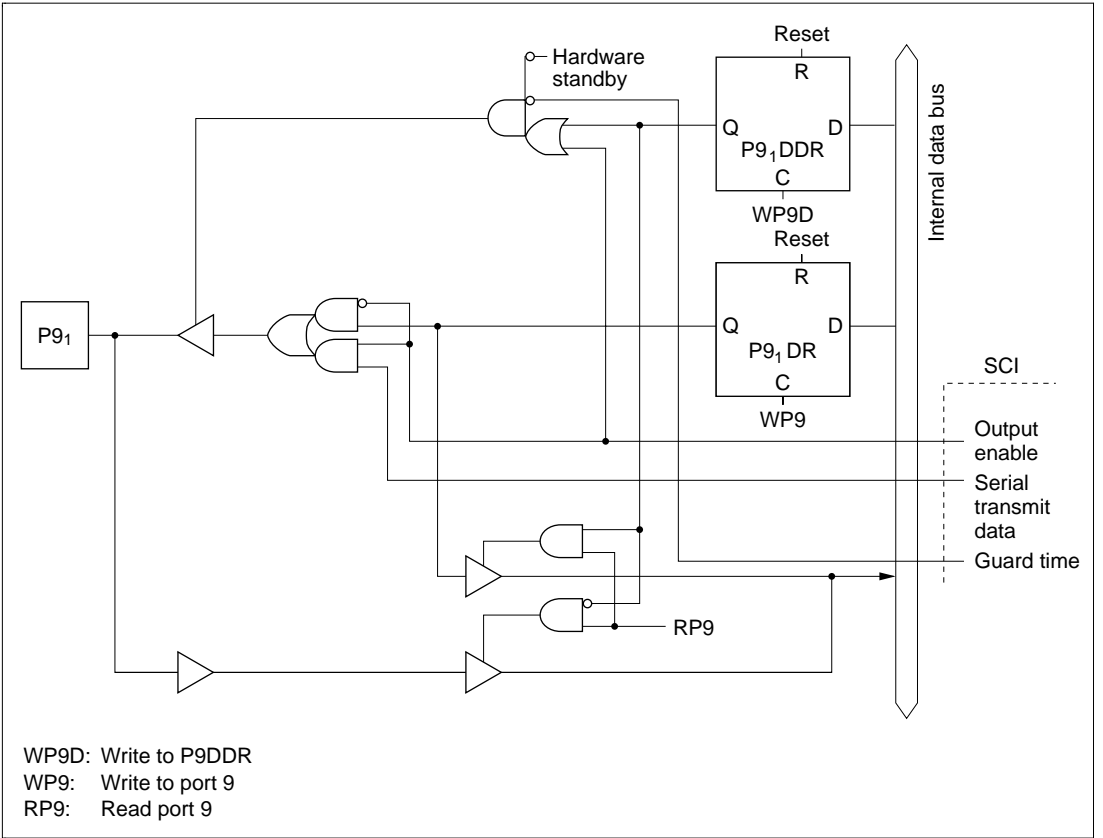 Reset
Hardware
standby
R
Q
D
P9₁DDR
C
WP9D
Internal data bus
Reset
R
P9₁
Q
D
P9₁DR
C
WP9
SCI
Output
enable
Serial
transmit
data
Guard time
RP9
WP9D: Write to P9DDR
WP9: Write to port 9
RP9: Read port 9